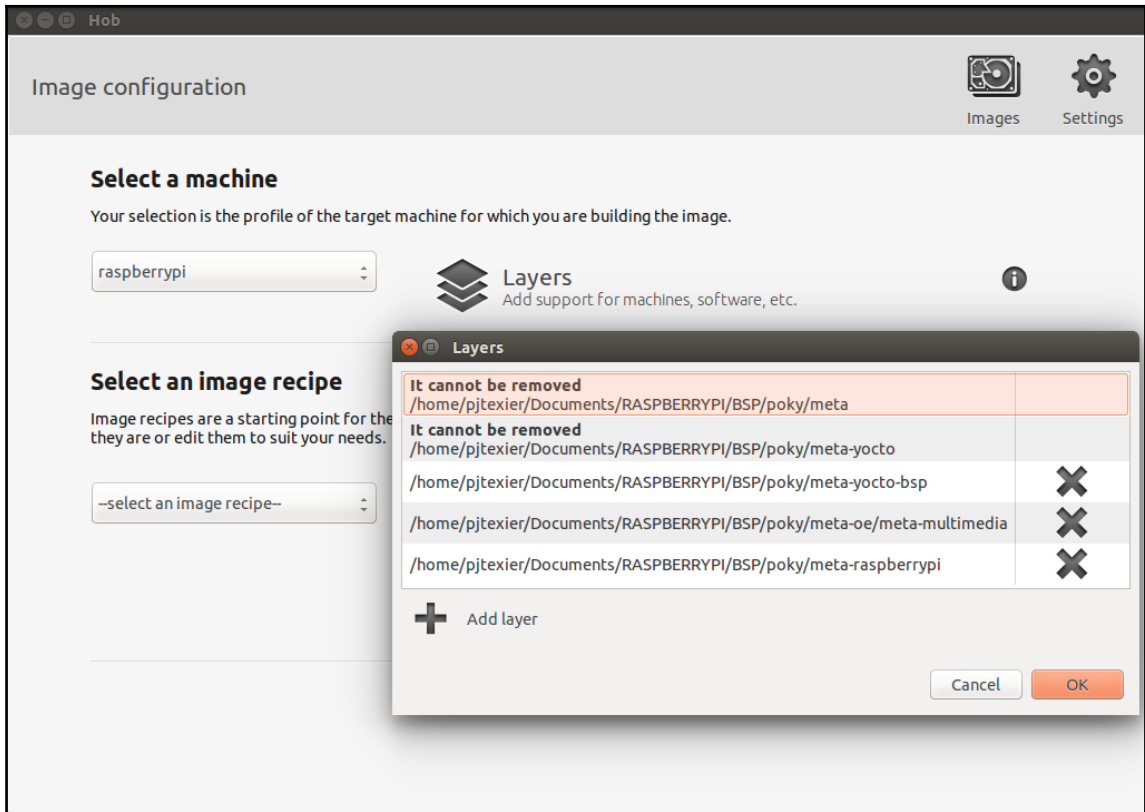 Hob
Image configuration
Images
Settings
Select a machine
Your selection is the profile of the target machine for which you are building the image.
raspberrypi
Layers
Add support for machines, software, etc.
Layers
It cannot be removed
/home/pjtexier/Documents/RASPBERRYPI/BSP/poky/meta
It cannot be removed
/home/pjtexier/Documents/RASPBERRYPI/BSP/poky/meta-yocto
/home/pjtexier/Documents/RASPBERRYPI/BSP/poky/meta-yocto-bsp
/home/pjtexier/Documents/RASPBERRYPI/BSP/poky/meta-oe/meta-multimedia
/home/pjtexier/Documents/RASPBERRYPI/BSP/poky/meta-raspberrypi
Add layer
Cancel
OK
Select an image recipe
Image recipes are a starting point for the
they are or edit them to suit your needs.
--select an image recipe--